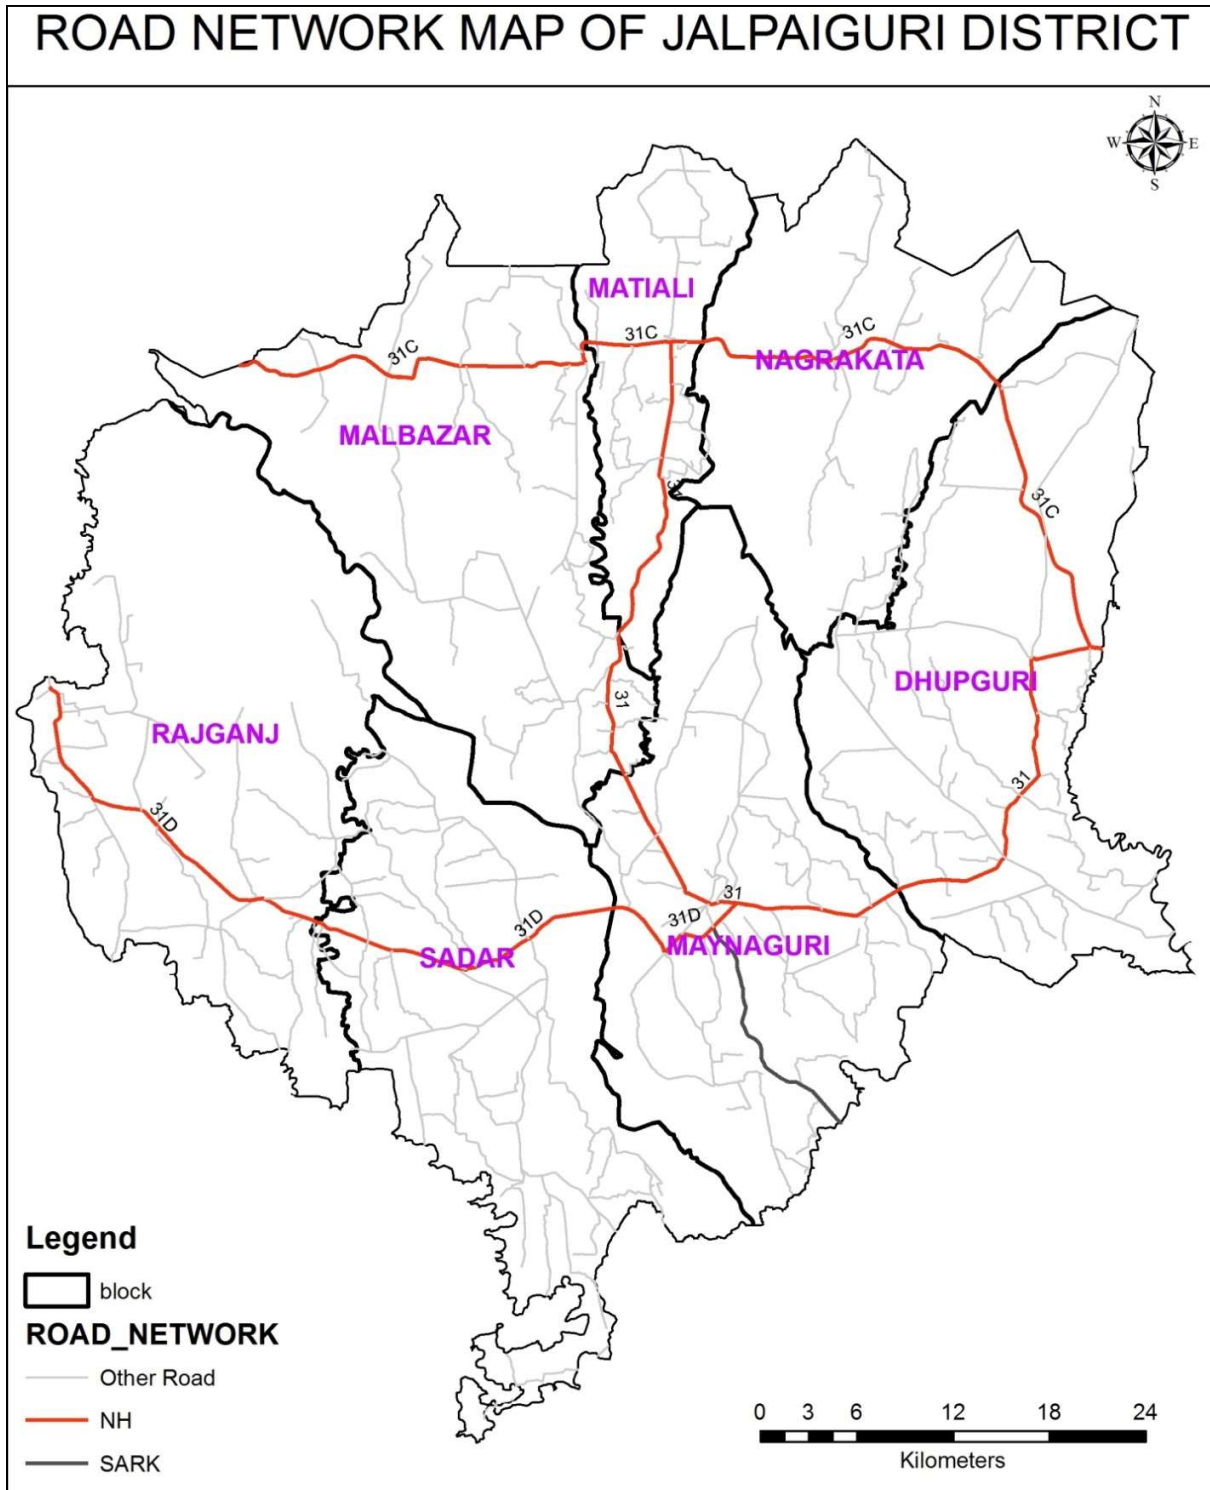 ROAD NETWORK MAP OF JALPAIGURI DISTRICT
N
W E
S
MATIALI
31C
31C
31C
NAGRAKATA
MALBAZAR
31C
DHUPGURI
31
RAJGANJ
31
31D
31
31D
31D
MAYNAGURI
SADAR
Legend
block
ROAD_NETWORK
Other Road
NH
SARK
0 3 6 12 18 24
Kilometers